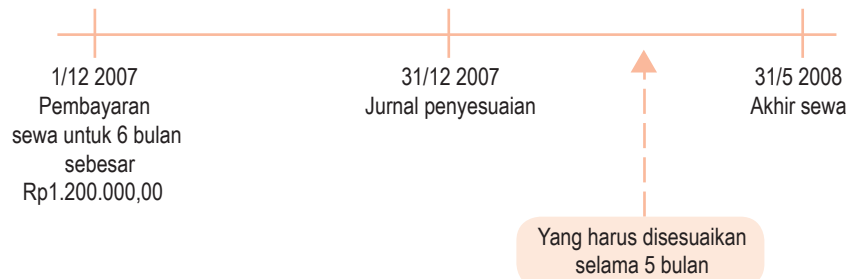 1/12 2007
Pembayaran
sewa untuk 6 bulan
sebesar
Rp1.200.000,00
31/12 2007
Jurnal penyesuaian
31/5 2008
Akhir sewa
Yang harus disesuaikan
selama 5 bulan